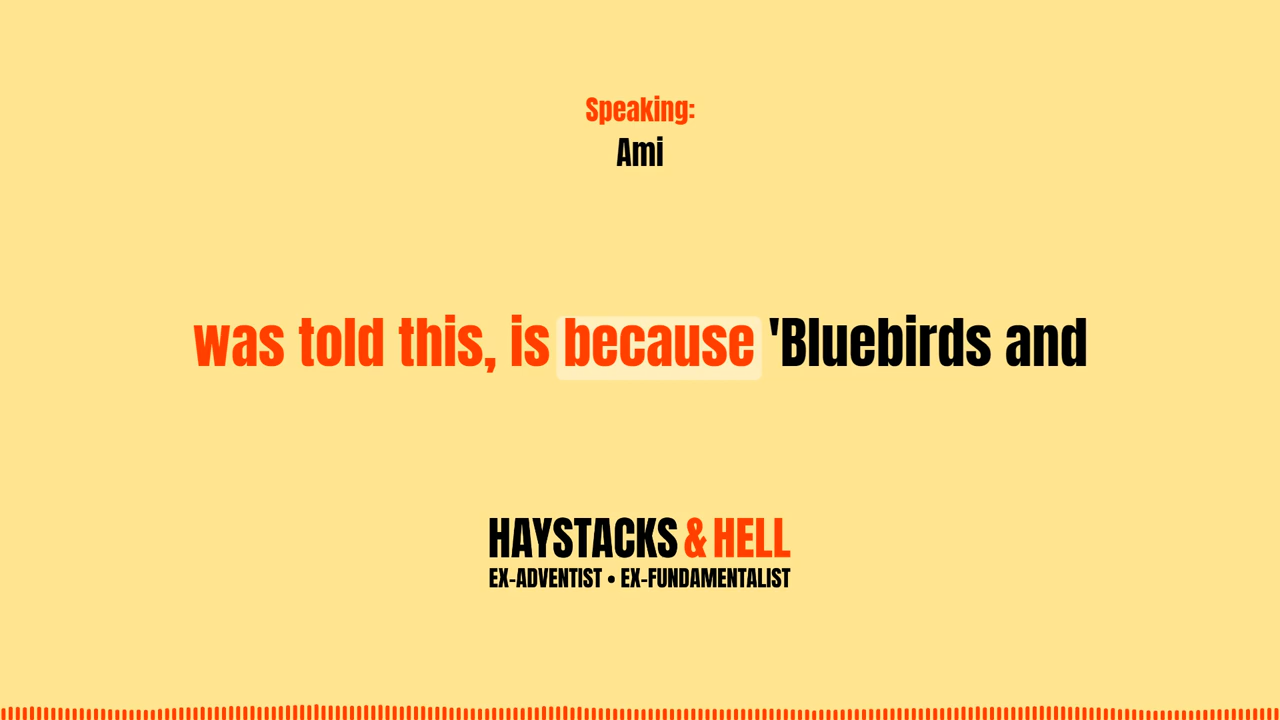 Speaking:
Ami
was told this, is because 'Bluebirds and
HAYSTACKS & HELL
EX-ADVENTIST • EX-FUNDAMENTALIST